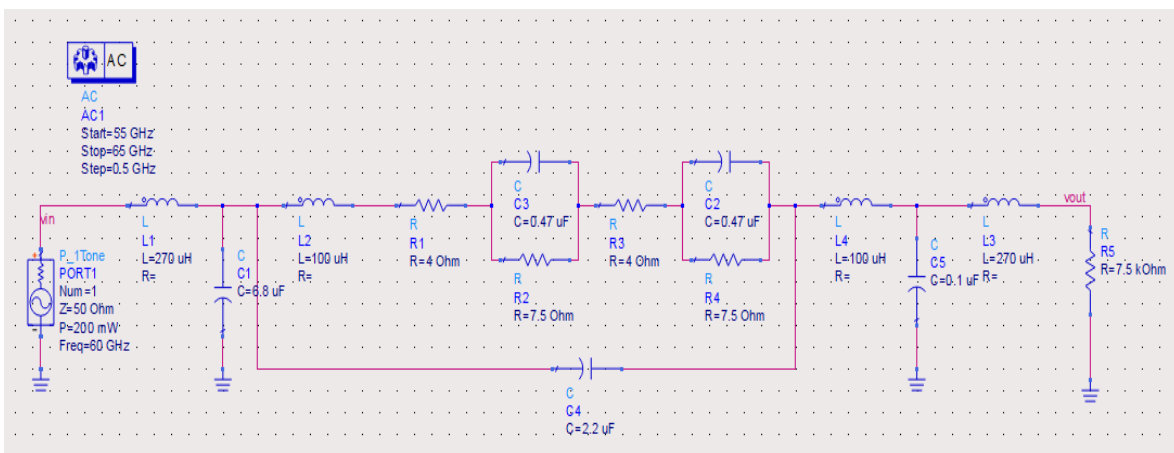 AC
AC
AC1
Start=55 GHz
Stop=65 GHz
Step=0.5 GHz
vin
L
L1
L=270 uH
R=
P_1Tone
PORT1
Num=1
Z=50 Ohm
P=200 mW
Freq=60 GHz
C
C1
C=6.8 uF
L
L2
L=100 uH
R=
R
R1
R=4 Ohm
C
C3
C=0.47 uF
R
R2
R=7.5 Ohm
R
R3
R=4 Ohm
C
C2
C=0.47 uF
R
R4
R=7.5 Ohm
L
L4
L=100 uH
R=
C
C5
C=0.1 uF
L
L3
L=270 uH
R=
vout
R
R5
R=7.5 kOhm
C
C4
C=2.2 uF